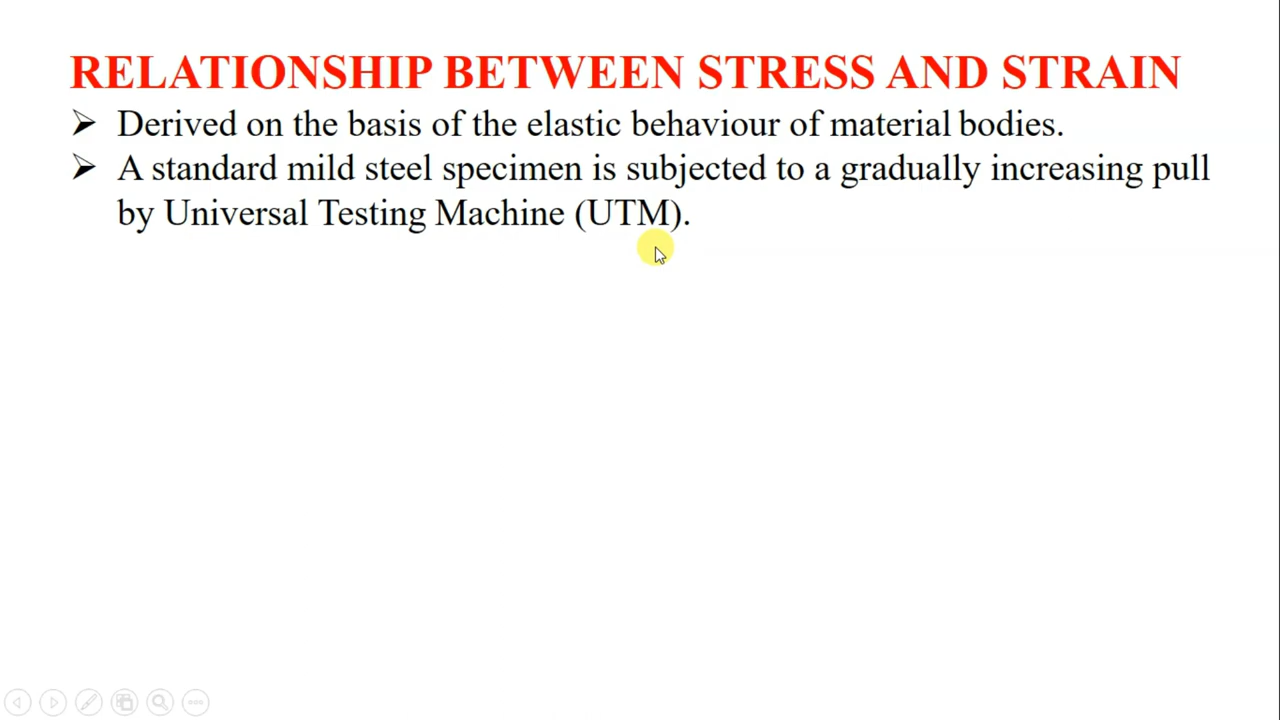 RELATIONSHIP BETWEEN STRESS AND STRAIN
➢ Derived on the basis of the elastic behaviour of material bodies.
➢ A standard mild steel specimen is subjected to a gradually increasing pull
by Universal Testing Machine (UTM).